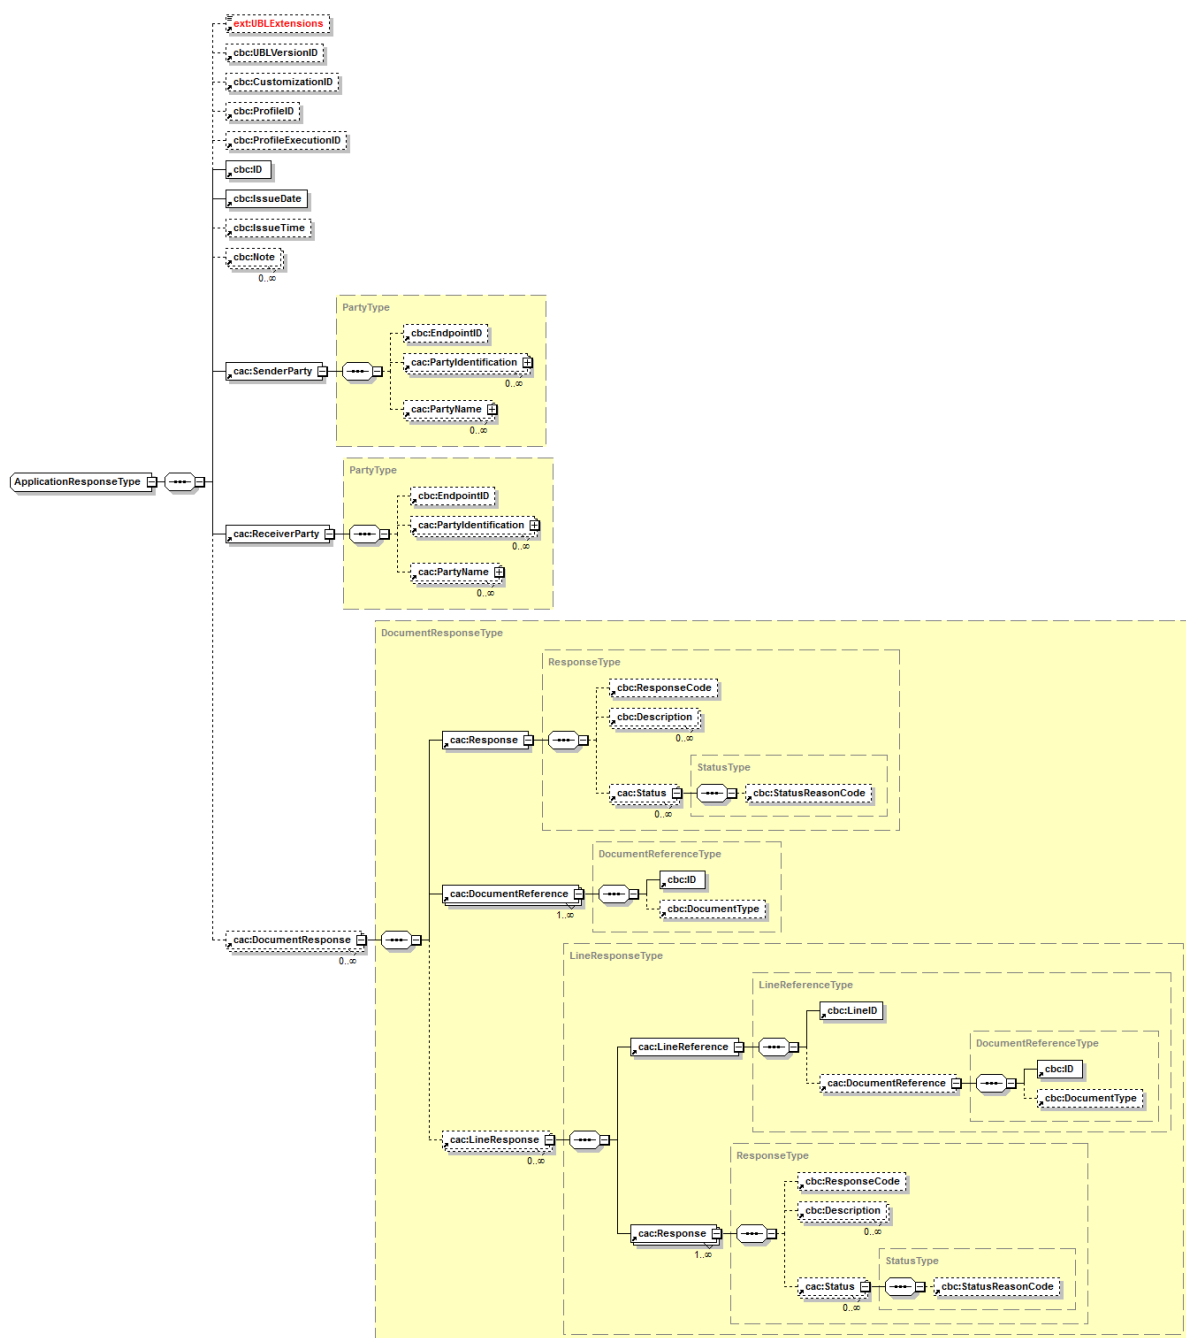 ext:UBLExtensions
cbc:UBLVersionID
cbc:CustomizationID
cbc:ProfileID
cbc:ProfileExecutionID
cbc:ID
cbc:IssueDate
cbc:IssueTime
cbc:Note
0..∞
PartyType
cbc:EndpointID
cac:PartyIdentification
0..∞
cac:SenderParty
cac:PartyName
0..∞
PartyType
ApplicationResponseType
cbc:EndpointID
cac:PartyIdentification
0..∞
cac:ReceiverParty
cac:PartyName
0..∞
DocumentResponseType
ResponseType
cbc:ResponseCode
cbc:Description
0..∞
cac:Response
StatusType
cac:Status
cbc:StatusReasonCode
0..∞
DocumentReferenceType
cbc:ID
cac:DocumentReference
1..∞
cbc:DocumentType
cac:DocumentResponse
0..∞
LineResponseType
LineReferenceType
cbc:LineID
cac:LineReference
DocumentReferenceType
cbc:ID
cac:DocumentReference
cbc:DocumentType
cac:LineResponse
0..∞
ResponseType
cbc:ResponseCode
cbc:Description
0..∞
cac:Response
1..∞
StatusType
cac:Status
cbc:StatusReasonCode
0..∞